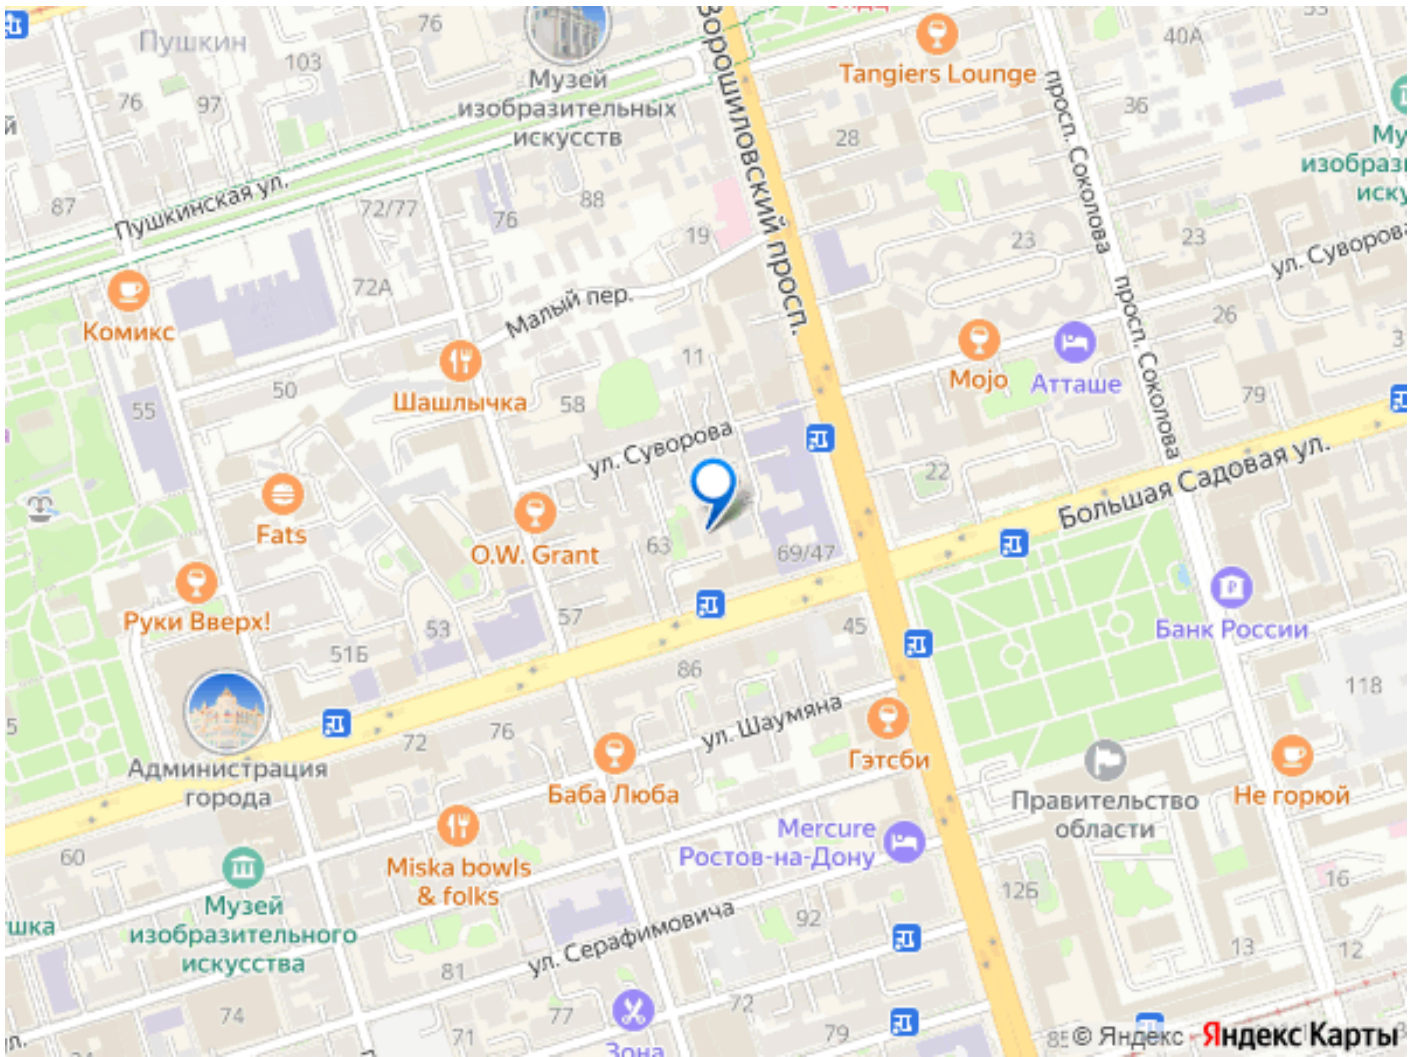 Пушкин
76
103
76
97
Музей
изобразительных
искусств
Ворошиловский просп.
Tangiers Lounge
40А
36
28
просп. Соколова
Пушкинская ул.
87
72/77
76
88
19
23
23
ул. Суворова
72А
Малый пер.
Комикс
просп. Соколова
26
50
Шашлычка
11
Mojo
Атташе
79
55
58
ул. Суворова
22
Большая Садовая ул.
Fats
O.W. Grant
63
69/47
Руки Вверх!
57
53
51Б
45
Банк России
86
118
ул. Шаумяна
72
76
Администрация
города
Баба Люба
Гэтсби
Правительство
области
Не горюй
60
Miska bowls
& folks
Mercure
Ростов-на-Дону
Музей
изобразительного
искусства
12Б
16
92
13
12
ул. Серафимовича
81
74
77
71
72
79
Зона
© Яндекс
Яндекс Карты